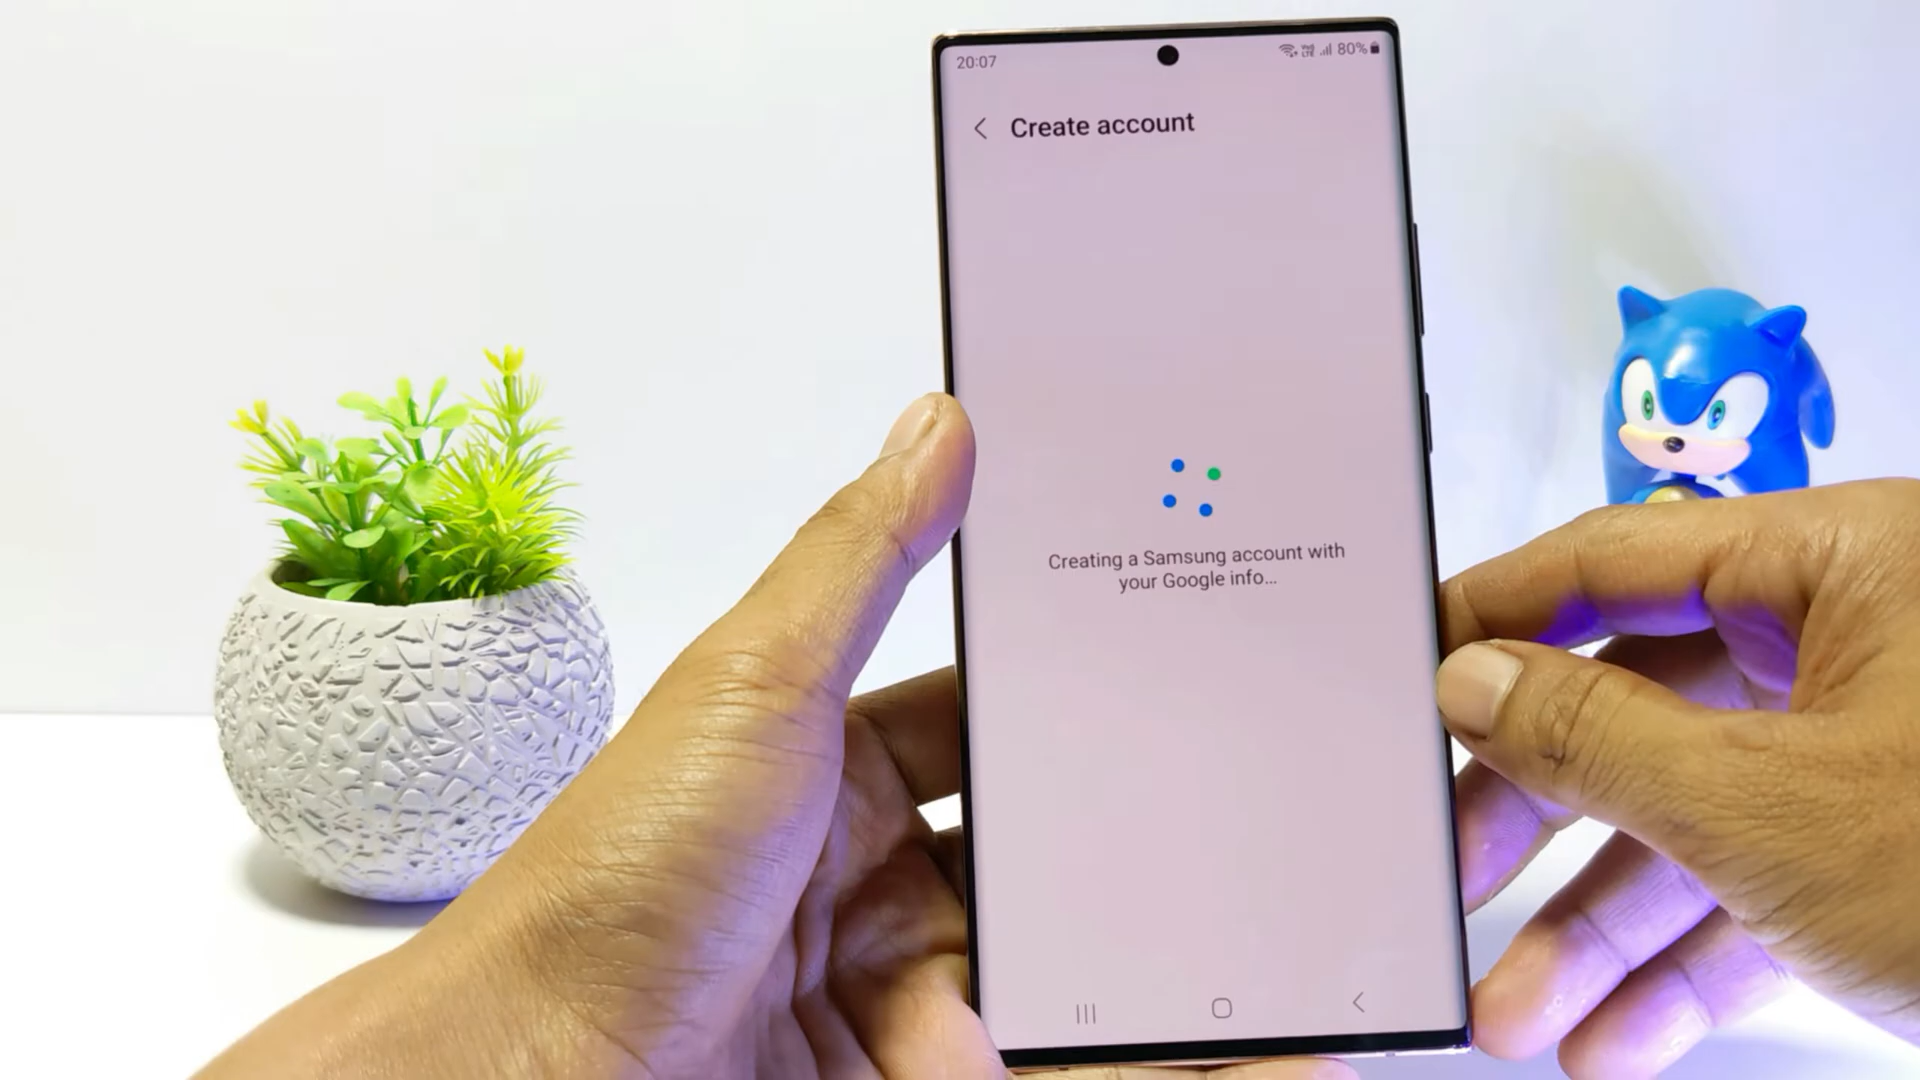 20:07
80%
Create account
Creating a Samsung account with
your Google info...